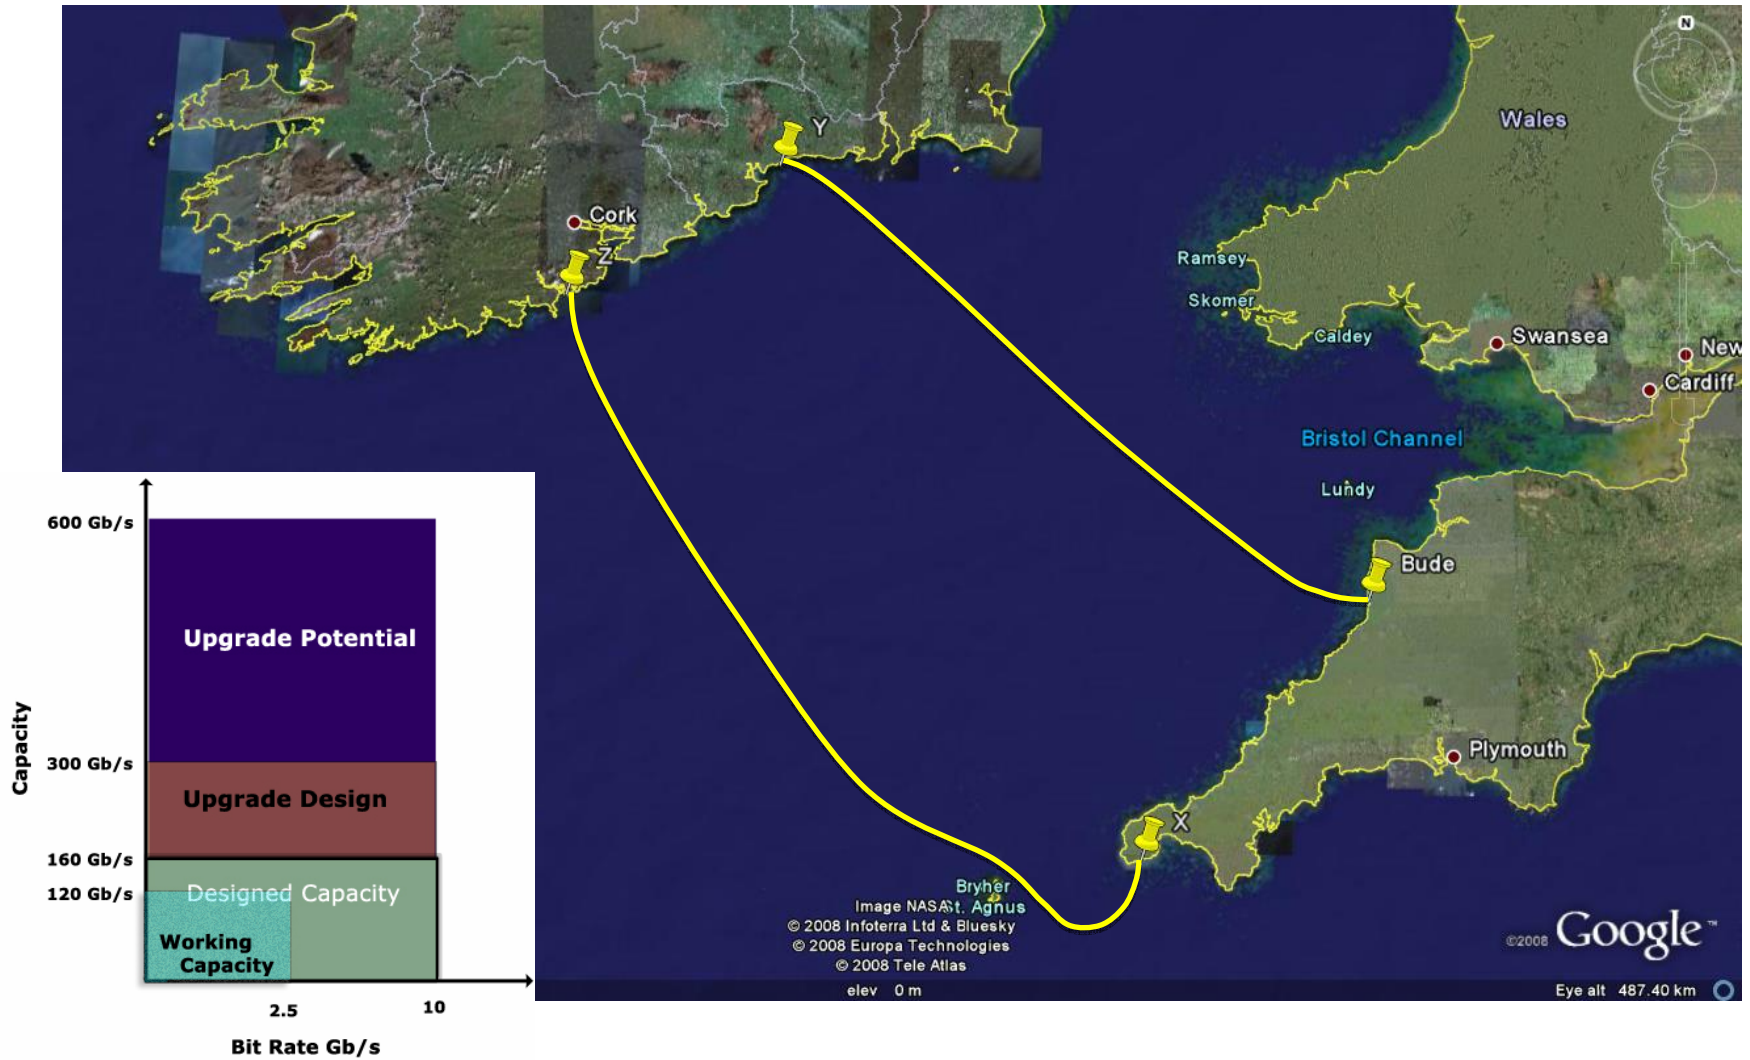 N
Wales
Y
Cork
Z
Ramsey
Skomer
Caldey
Swansea
New
Cardiff
Bristol Channel
Lundy
Bude
Plymouth
X
Bryher
St. Agnus
Image NASA
© 2008 Infoterra Ltd & Bluesky
© 2008 Europa Technologies
© 2008 Tele Atlas
©2008 Google™
elev 0 m
Eye alt 487.40 km
600 Gb/s
Upgrade Potential
Capacity
300 Gb/s
Upgrade Design
160 Gb/s
120 Gb/s
Designed Capacity
Working
Capacity
2.5
10
Bit Rate Gb/s